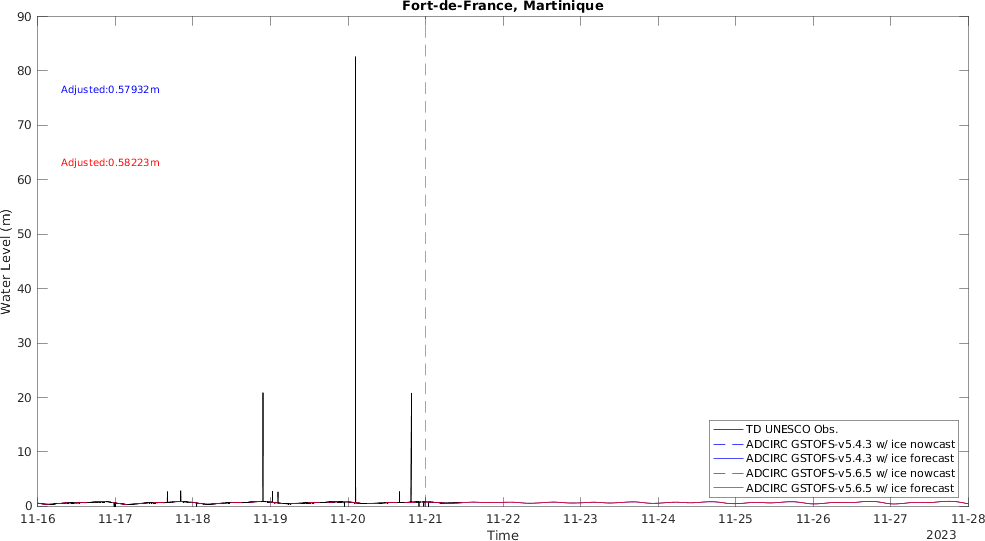 Fort-de-France, Martinique
90
80
70
60
50
40
30
20
10
0
Water Level (m)
Adjusted:0.57932m
Adjusted:0.58223m
TD UNESCO Obs.
ADCIRC GSTOFS-v5.4.3 w/ ice nowcast
ADCIRC GSTOFS-v5.4.3 w/ ice forecast
ADCIRC GSTOFS-v5.6.5 w/ ice nowcast
ADCIRC GSTOFS-v5.6.5 w/ ice forecast
11-16 11-17 11-18 11-19 11-20 11-21 11-22 11-23 11-24 11-25 11-26 11-27 11-28
Time
2023